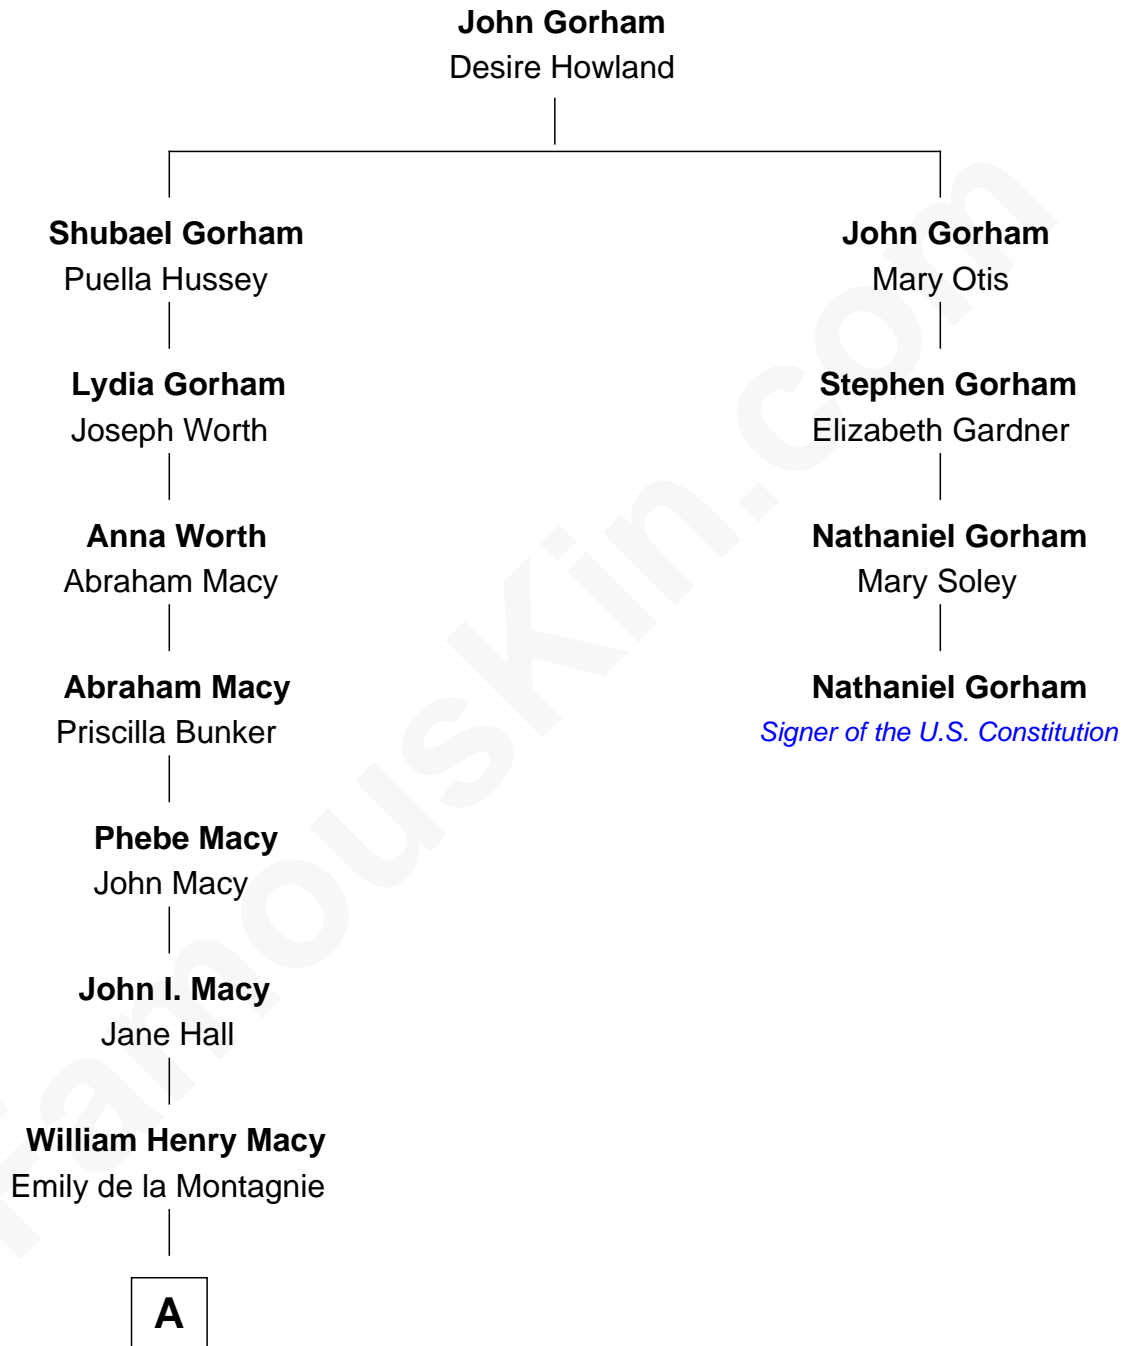 John Gorham
Desire Howland
Shubael Gorham
Puella Hussey
John Gorham
Mary Otis
Lydia Gorham
Joseph Worth
Stephen Gorham
Elizabeth Gardner
Anna Worth
Abraham Macy
Nathaniel Gorham
Mary Soley
Abraham Macy
Priscilla Bunker
Nathaniel Gorham
Signer of the U.S. Constitution
Phebe Macy
John Macy
John I. Macy
Jane Hall
William Henry Macy
Emily de la Montagnie
A
FamousKin.com